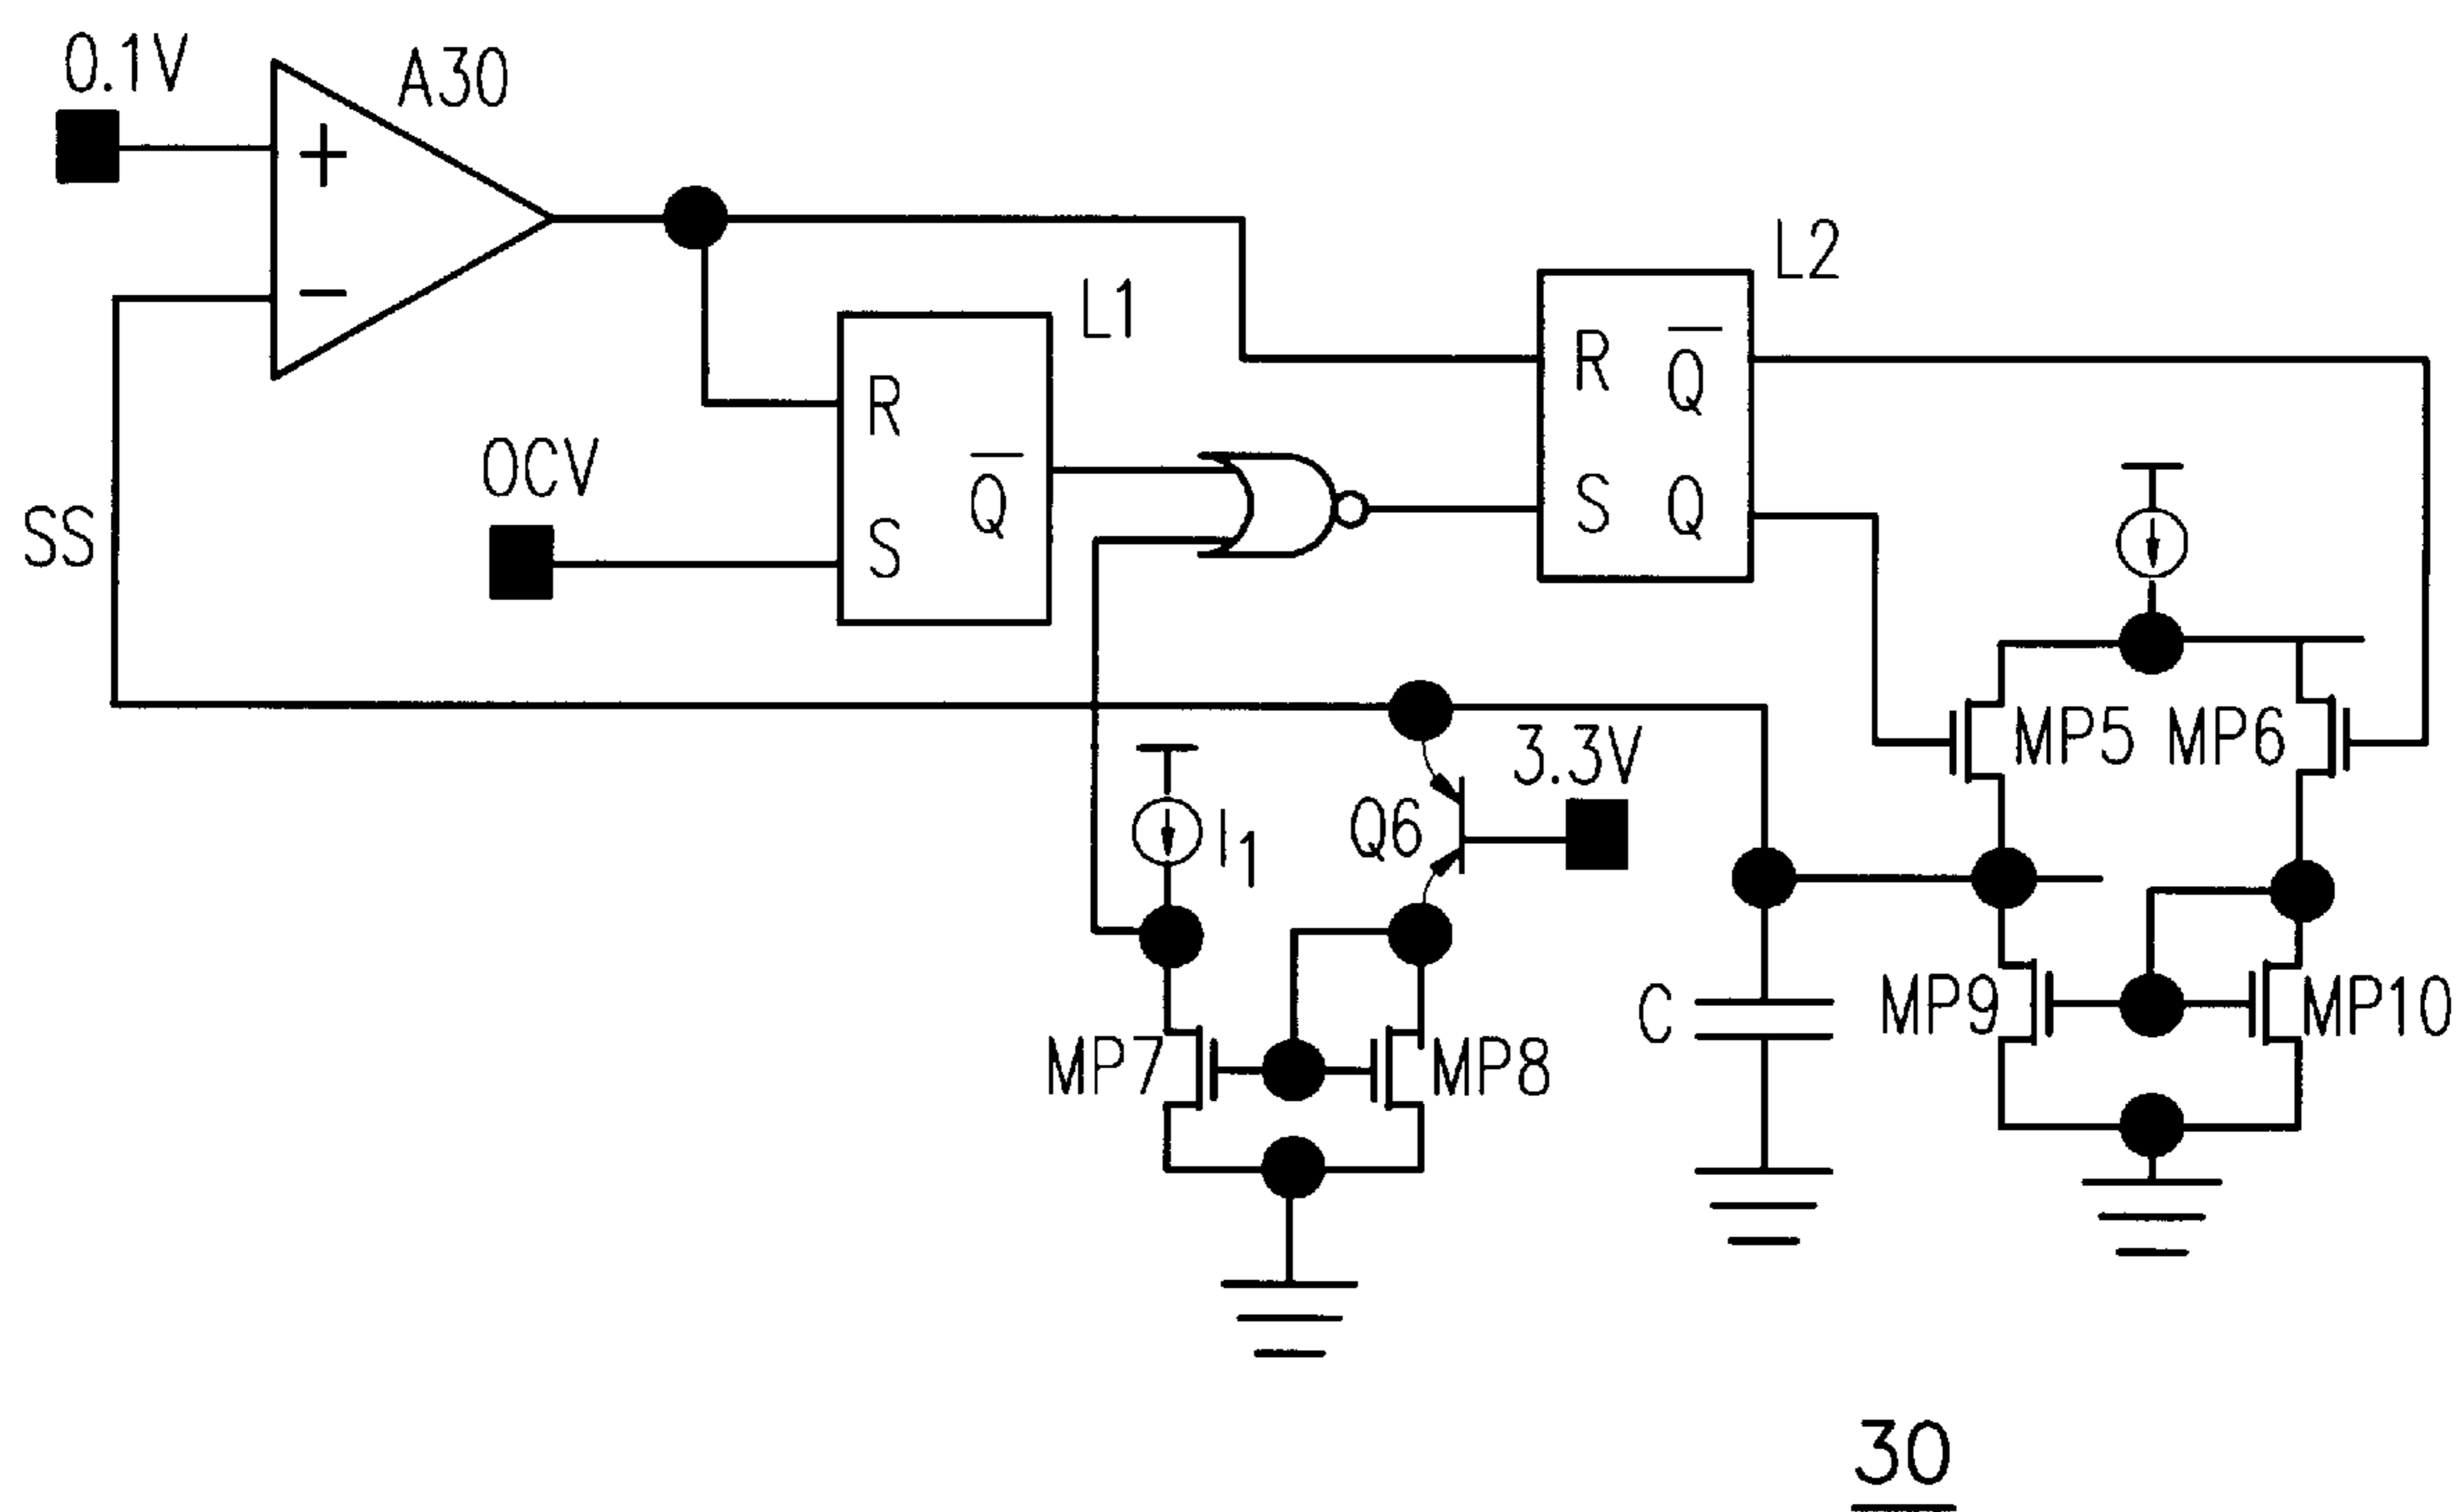 0.1V
A30
+
−
L1
L2
R
Q̅
R
S
Q
OCV
Q̅
S
SS
MP5
MP6
3.3V
Q6
I1
C
MP9
MP10
MP7
MP8
30